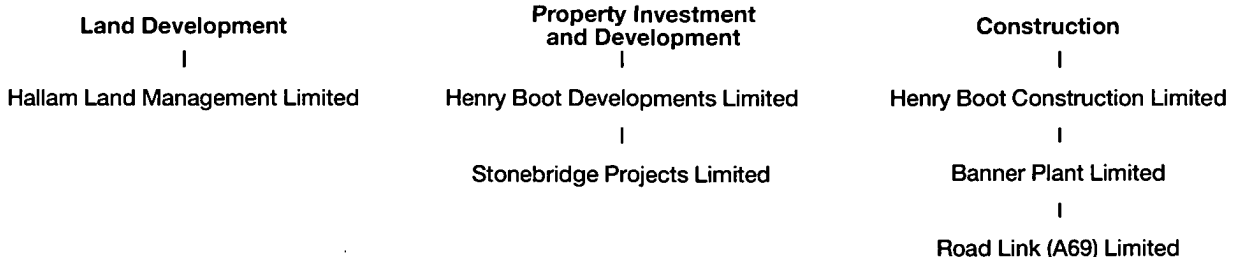 Land Development
Hallam Land Management Limited
Property Investment
and Development
Henry Boot Developments Limited
Stonebridge Projects Limited
Construction
Henry Boot Construction Limited
Banner Plant Limited
Road Link (A69) Limited